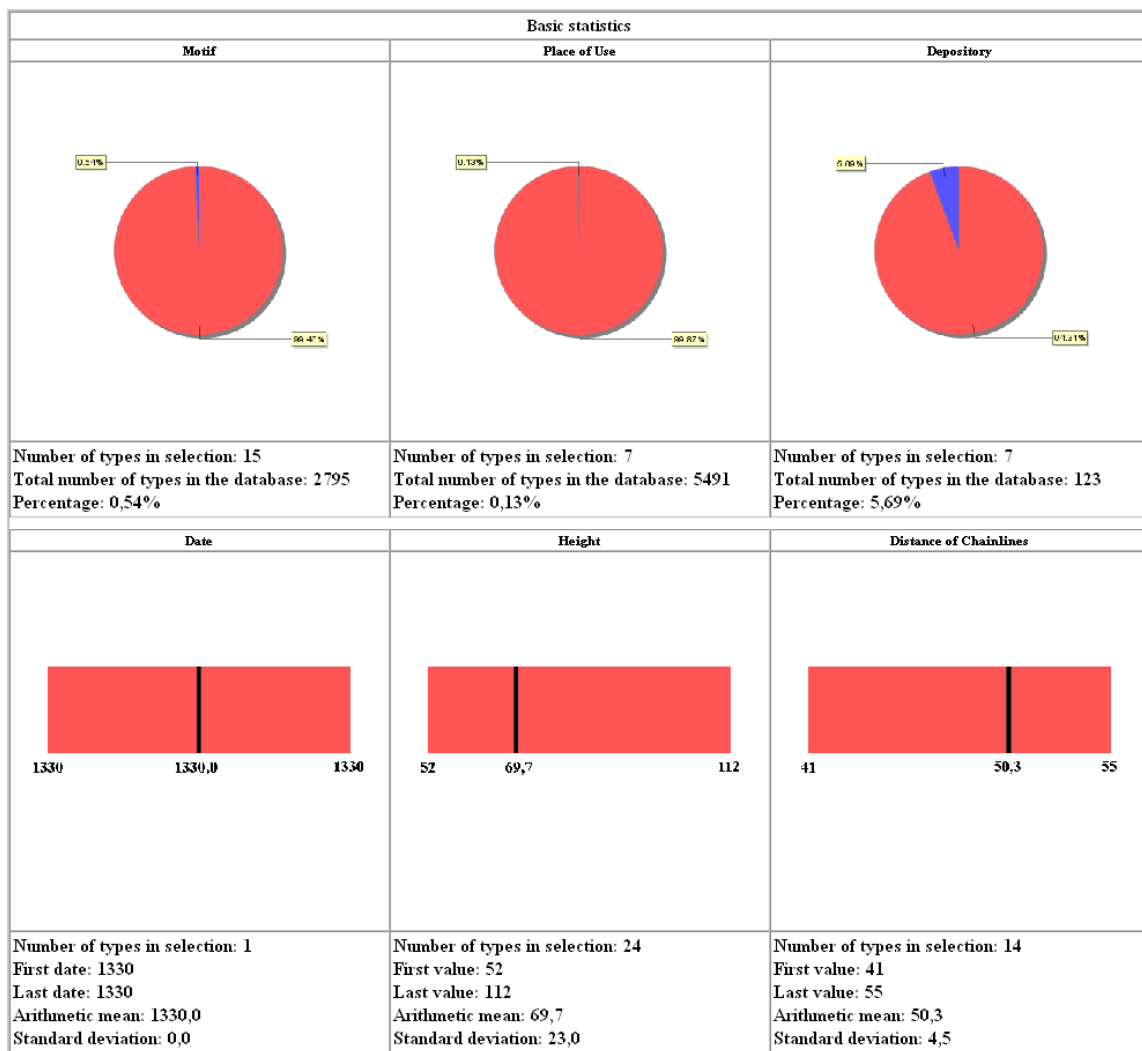 Basic statistics
Motif
Place of Use
Depository
0.54%
99.46%
0.13%
99.87%
5.69%
94.31%
Number of types in selection: 15
Total number of types in the database: 2795
Percentage: 0,54%
Number of types in selection: 7
Total number of types in the database: 5491
Percentage: 0,13%
Number of types in selection: 7
Total number of types in the database: 123
Percentage: 5,69%
Date
Height
Distance of Chainlines
1330 1330,0 1330
52 69,7 112
41 50,3 55
Number of types in selection: 1
First date: 1330
Last date: 1330
Arithmetic mean: 1330,0
Standard deviation: 0,0
Number of types in selection: 24
First value: 52
Last value: 112
Arithmetic mean: 69,7
Standard deviation: 23,0
Number of types in selection: 14
First value: 41
Last value: 55
Arithmetic mean: 50,3
Standard deviation: 4,5